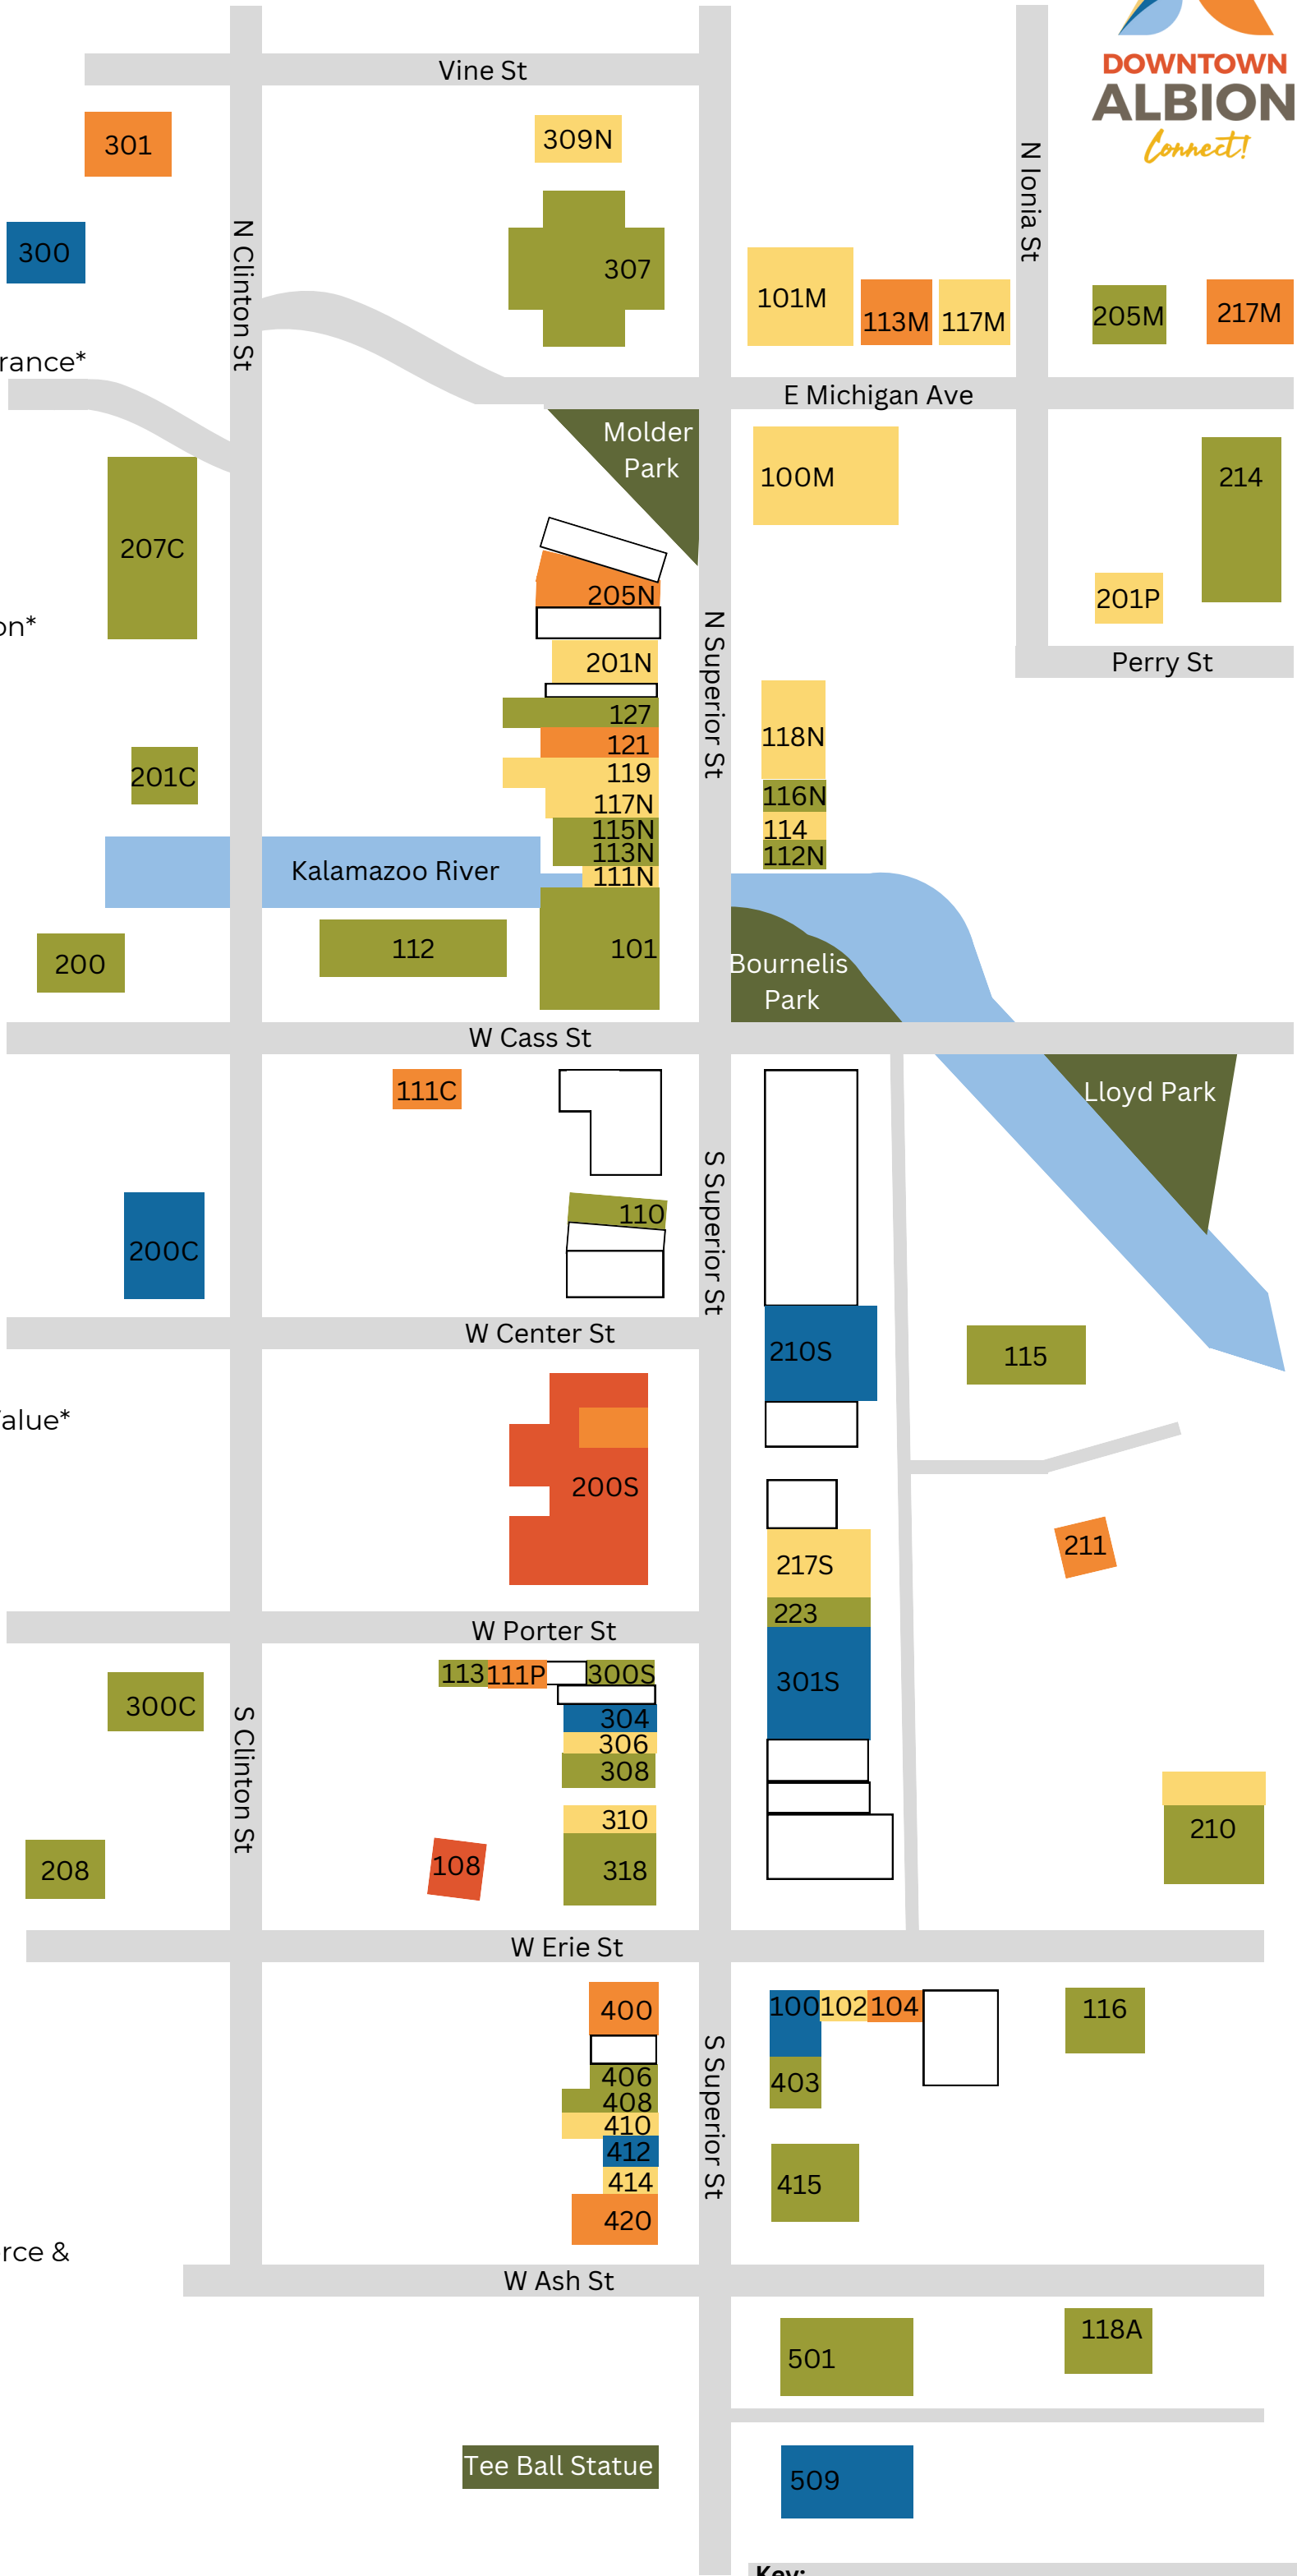 DOWNTOWN
ALBION
Connect!
Vine St
301
309N
N Ionia St
300
N Clinton St
307
101M
113M
117M
205M
217M
rance*
E Michigan Ave
Molder
Park
100M
214
207C
205N
201P
on*
N Superior St
201N
Perry St
127
118N
121
201C
119
116N
117N
115N
114
113N
112N
Kalamazoo River
111N
112
101
200
Bournelis
Park
W Cass St
111C
Lloyd Park
S Superior St
110
200C
W Center St
210S
115
alue*
200S
211
217S
223
W Porter St
113
111P
300S
301S
300C
S Clinton St
304
306
308
310
210
108
318
208
W Erie St
400
100
102
104
116
S Superior St
406
403
408
410
412
414
415
420
rce &
W Ash St
118A
501
Tee Ball Statue
509
Key: